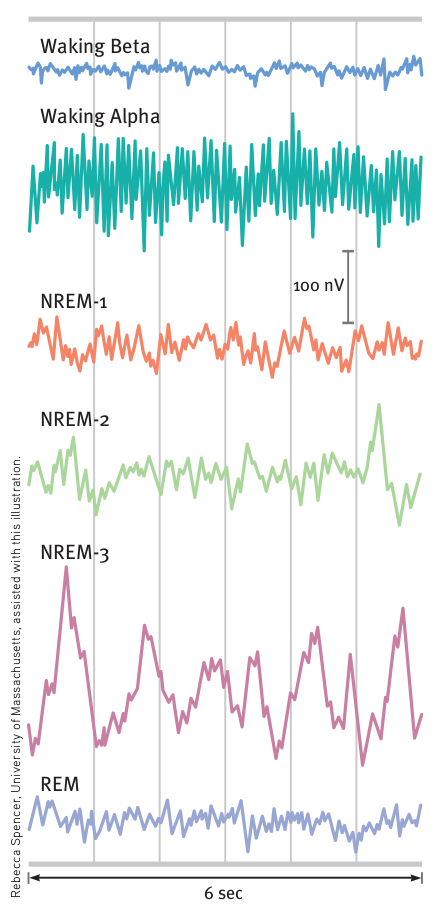 Waking Beta
Waking Alpha
100 nV
NREM-1
NREM-2
NREM-3
REM
6 sec
Rebecca Spencer, University of Massachusetts, assisted with this illustration.